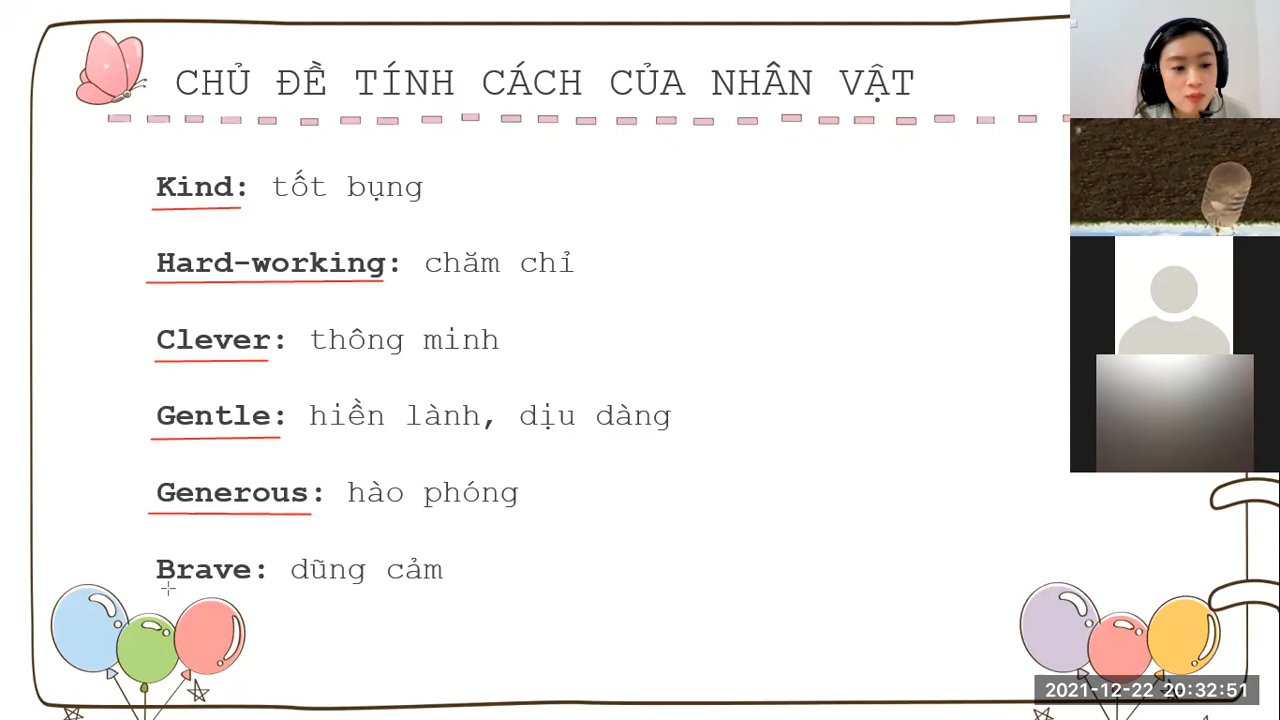 CHỦ ĐỀ TÍNH CÁCH CỦA NHÂN VẬT
Kind: tốt bụng
Hard-working: chăm chỉ
Clever: thông minh
Gentle: hiền lành, dịu dàng
Generous: hào phóng
Brave: dũng cảm
2021-12-22 20:32:51